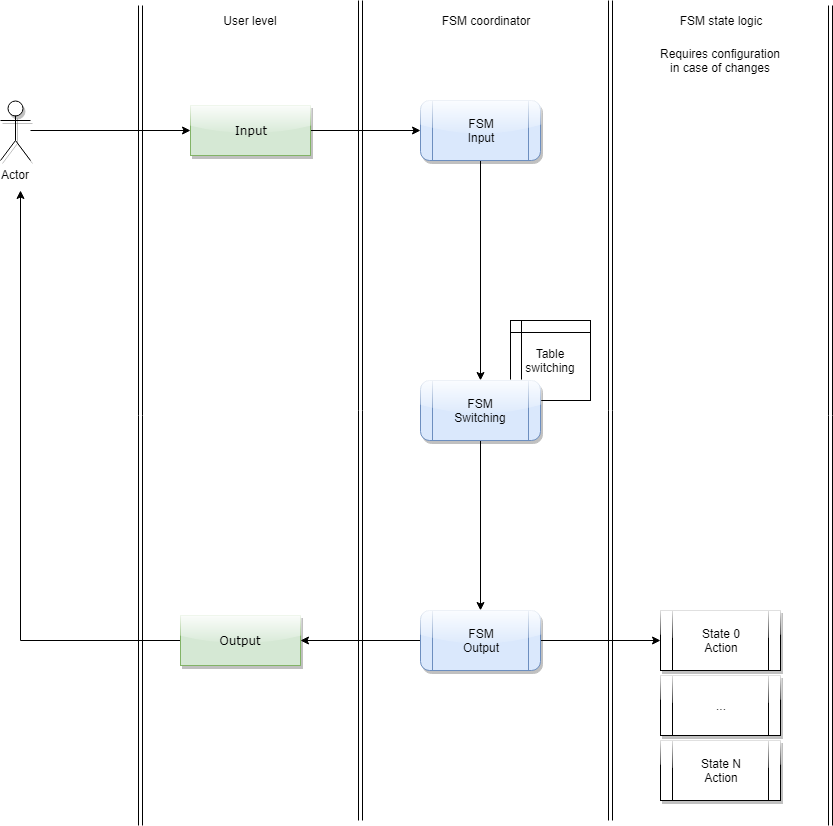 User level
FSM coordinator
FSM state logic
Requires configuration
in case of changes
Actor
Input
FSM
Input
Table
switching
FSM
Switching
Output
FSM
Output
State 0
Action
...
State N
Action